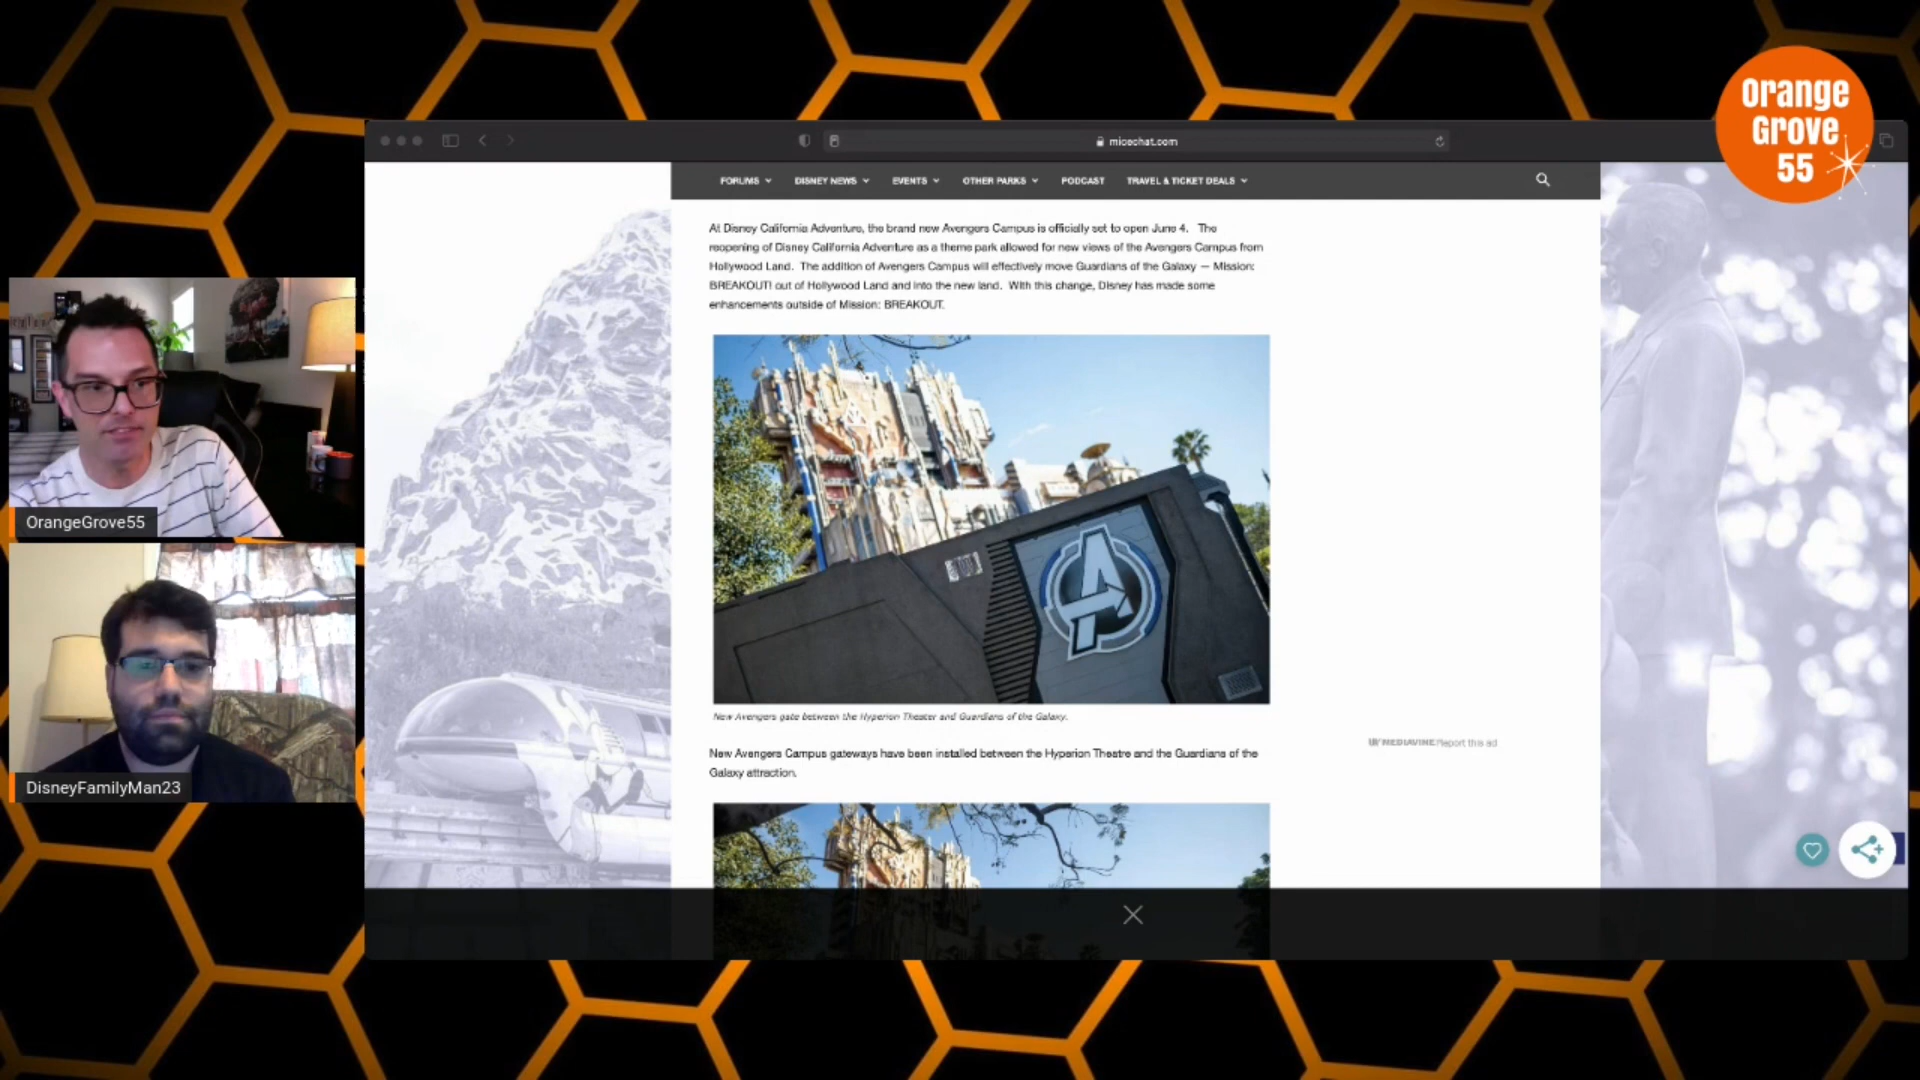 Orange
Grove
55
micechat.com
FORUMS
DISNEY NEWS
EVENTS
OTHER PARKS
PODCAST
TRAVEL & TICKET DEALS
At Disney California Adventure, the brand new Avengers Campus is officially set to open June 4. The
reopening of Disney California Adventure as a theme park allowed for new views of the Avengers Campus from
Hollywood Land. The addition of Avengers Campus will effectively move Guardians of the Galaxy — Mission:
BREAKOUT! out of Hollywood Land and into the new land. With this change, Disney has made some
enhancements outside of Mission: BREAKOUT.
A
New Avengers gate between the Hyperion Theater and Guardians of the Galaxy.
New Avengers Campus gateways have been installed between the Hyperion Theatre and the Guardians of the
Galaxy attraction.
MEDIAVINE Report this ad
OrangeGrove55
DisneyFamilyMan23